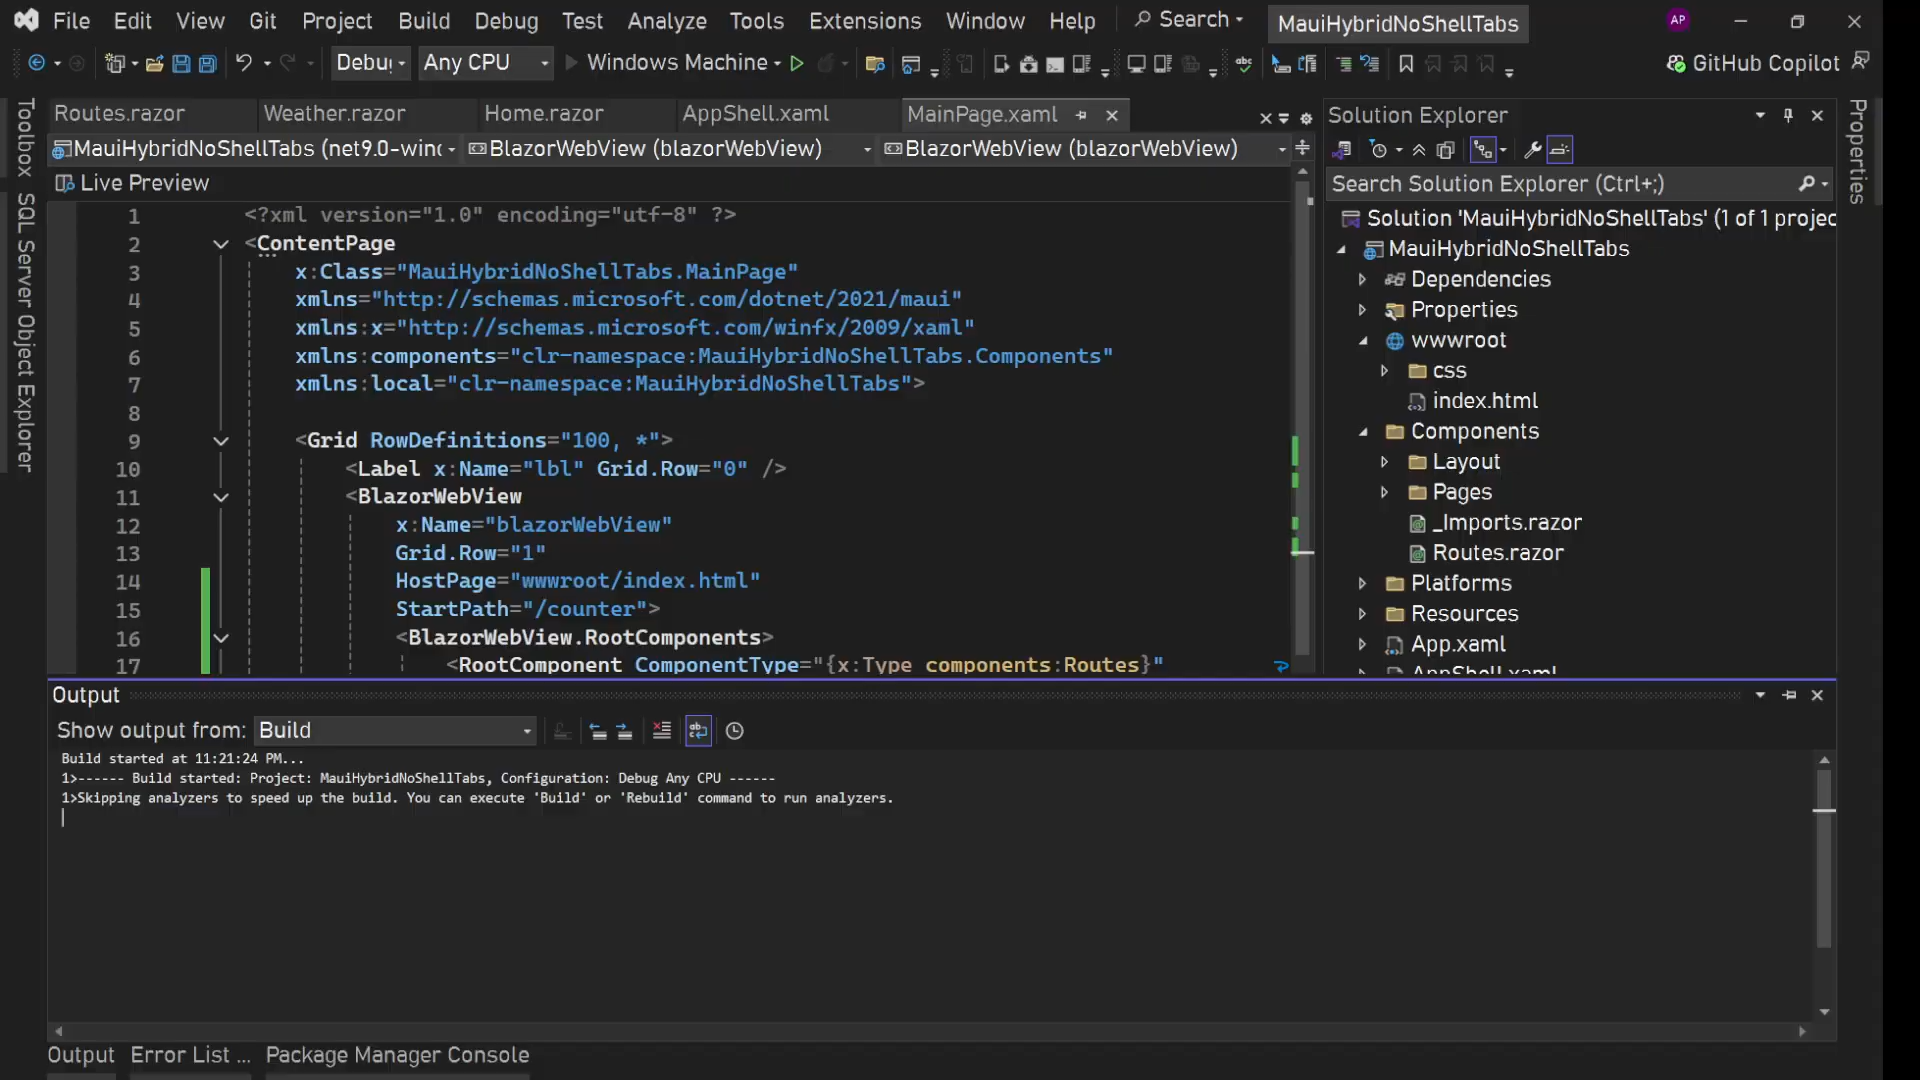 File Edit View Git Project Build Debug Test Analyze Tools Extensions Window Help Search MauiHybridNoShellTabs AP
Debug Any CPU Windows Machine GitHub Copilot
Toolbox
SQL Server Object Explorer
Routes.razor Weather.razor Home.razor AppShell.xaml MainPage.xaml
MauiHybridNoShellTabs (net9.0-winc BlazorWebView (blazorWebView) BlazorWebView (blazorWebView)
Live Preview
1 <?xml version="1.0" encoding="utf-8" ?>
2 <ContentPage
3 x:Class="MauiHybridNoShellTabs.MainPage"
4 xmlns="http://schemas.microsoft.com/dotnet/2021/maui"
5 xmlns:x="http://schemas.microsoft.com/winfx/2009/xaml"
6 xmlns:components="clr-namespace:MauiHybridNoShellTabs.Components"
7 xmlns:local="clr-namespace:MauiHybridNoShellTabs">
8
9 <Grid RowDefinitions="100, *">
10 <Label x:Name="lbl" Grid.Row="0" />
11 <BlazorWebView
12 x:Name="blazorWebView"
13 Grid.Row="1"
14 HostPage="wwwroot/index.html"
15 StartPath="/counter">
16 <BlazorWebView.RootComponents>
17 <RootComponent ComponentType="{x:Type components:Routes}"
Solution Explorer
Search Solution Explorer (Ctrl+;)
Solution 'MauiHybridNoShellTabs' (1 of 1 projec
MauiHybridNoShellTabs
Dependencies
Properties
wwwroot
css
index.html
Components
Layout
Pages
_Imports.razor
Routes.razor
Platforms
Resources
App.xaml
AppShell.xaml
Properties
Output
Show output from: Build
Build started at 11:21:24 PM...
1>------ Build started: Project: MauiHybridNoShellTabs, Configuration: Debug Any CPU ------
1>Skipping analyzers to speed up the build. You can execute 'Build' or 'Rebuild' command to run analyzers.
Output Error List ... Package Manager Console